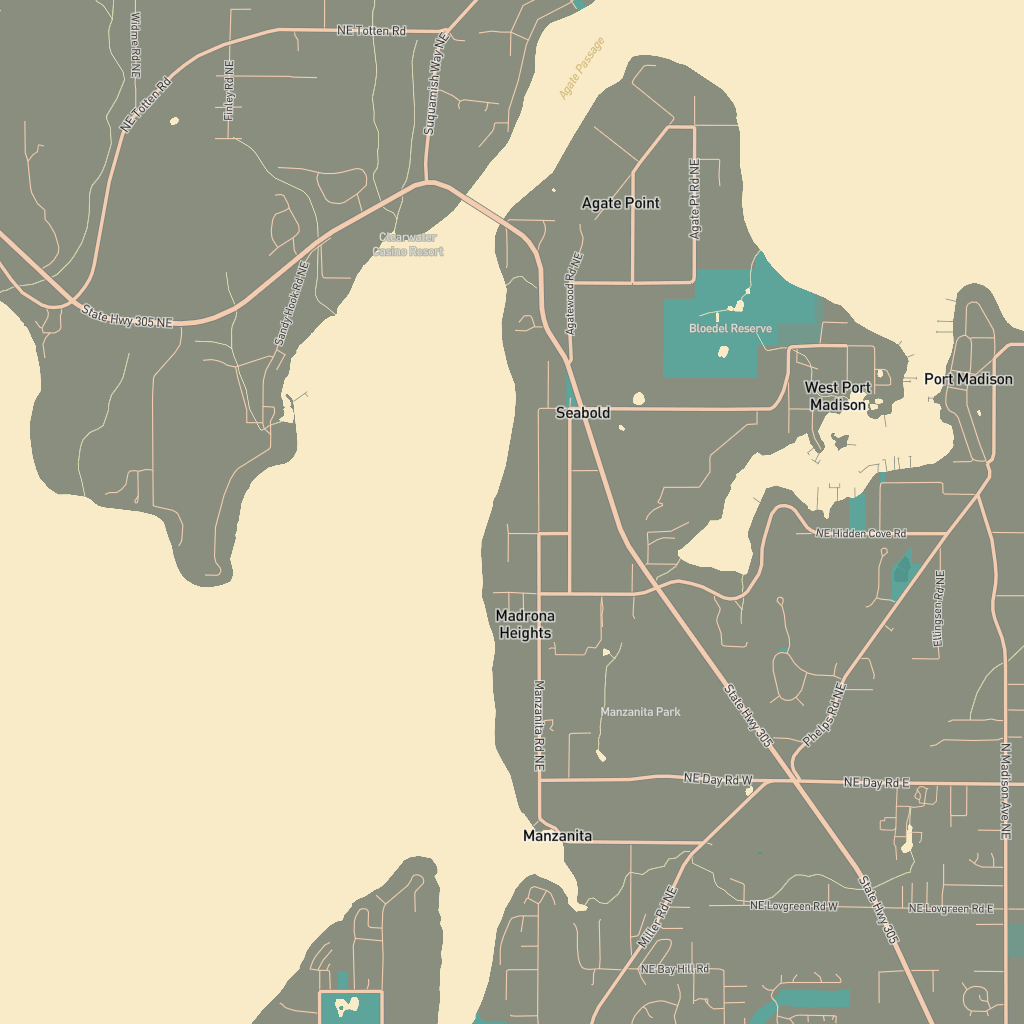 Widme Rd NE
NE Totten Rd
Agate Passage
Finley Rd NE
Suquamish Way NE
NE Totten Rd
Agate Pt Rd NE
Agate Point
Clearwater
Casino Resort
Agatewood Rd NE
Sandy Hook Rd NE
State Hwy 305 NE
Bloedel Reserve
Port Madison
West Port
Madison
Seabold
NE Hidden Cove Rd
Ellingsen Rd NE
Madrona
Heights
Manzanita Rd NE
Manzanita Park
State Hwy 305
Phelps Rd NE
N Madison Ave NE
NE Day Rd W
NE Day Rd E
Manzanita
Miller Rd NE
State Hwy 305
NE Lovgreen Rd W
NE Lovgreen Rd E
NE Bay Hill Rd